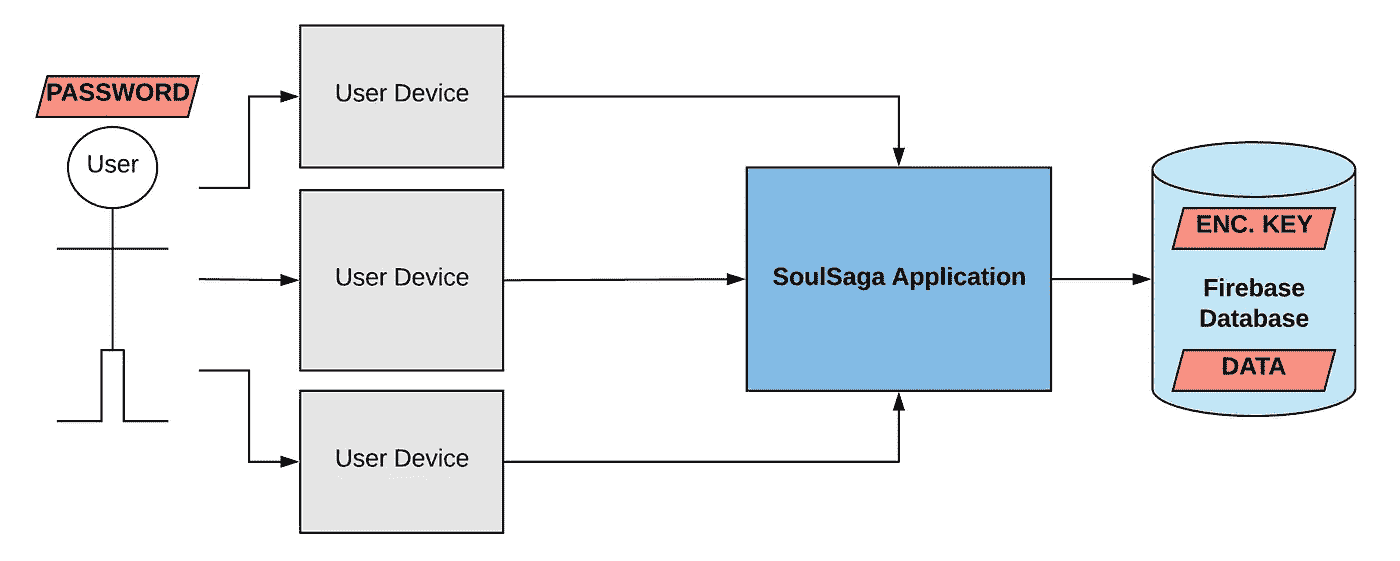 PASSWORD
User
User Device
User Device
User Device
SoulSaga Application
ENC. KEY
Firebase
Database
DATA